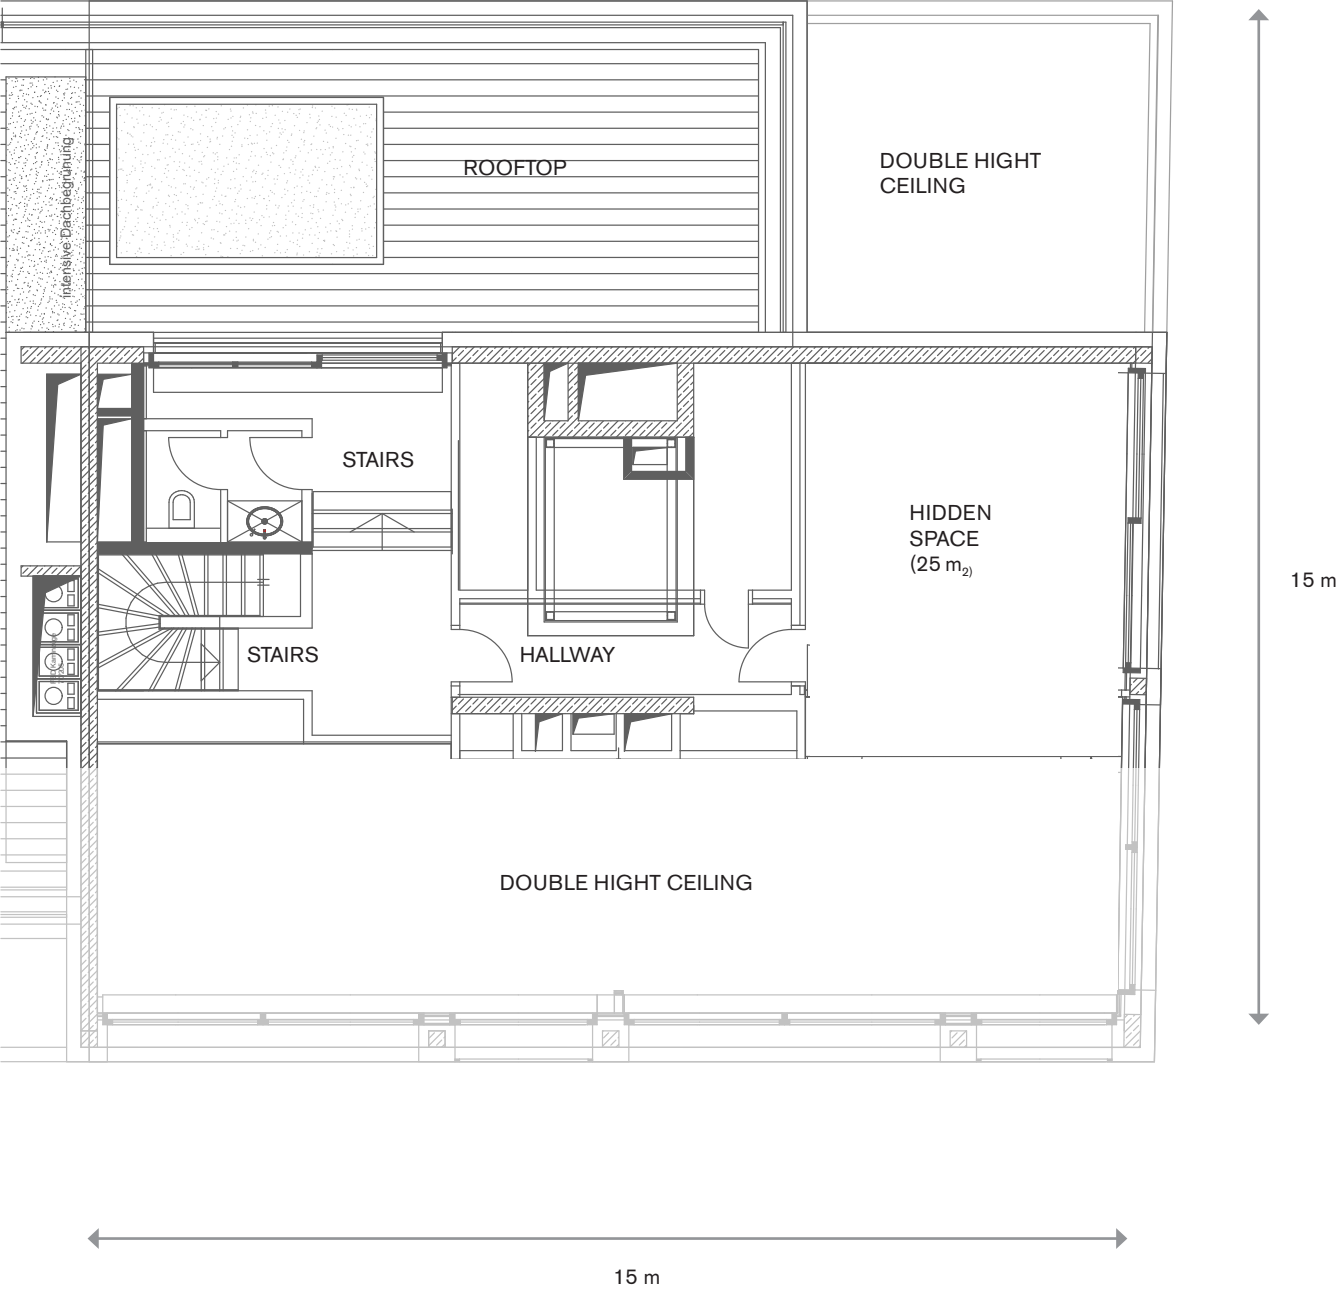 ROOFTOP
DOUBLE HIGHT
CEILING
intensive Dachbegrünung
STAIRS
HIDDEN
SPACE
(25 m2)
15 m
STAIRS
HALLWAY
DOUBLE HIGHT CEILING
15 m